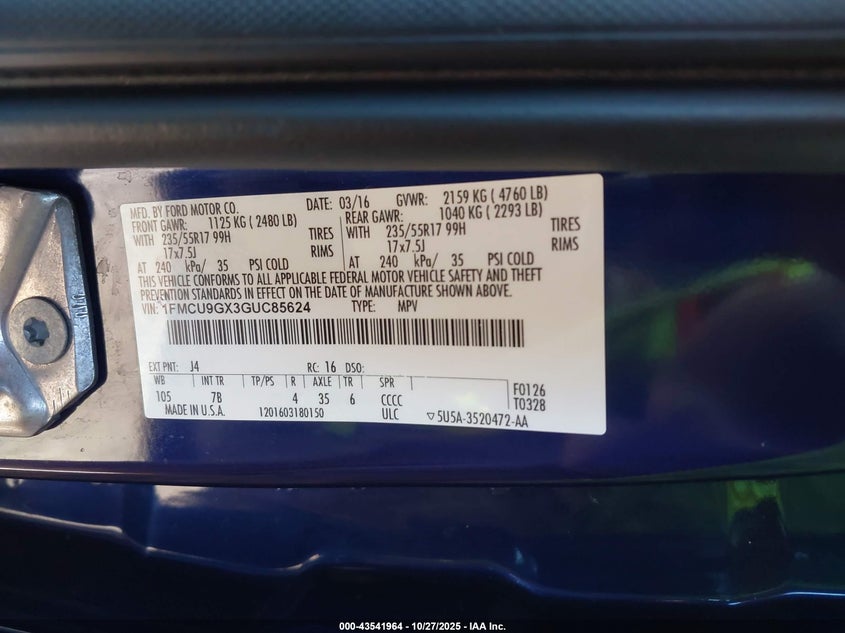 MFD. BY FORD MOTOR CO.
DATE: 03/16 GVWR: 2159 KG ( 4760 LB)
FRONT GAWR: 1125 KG ( 2480 LB) REAR GAWR: 1040 KG ( 2293 LB)
WITH 235/55R17 99H TIRES WITH 235/55R17 99H TIRES
17x7.5J RIMS 17x7.5J RIMS
AT 240 kPa/ 35 PSI COLD AT 240 kPa/ 35 PSI COLD
THIS VEHICLE CONFORMS TO ALL APPLICABLE FEDERAL MOTOR VEHICLE SAFETY AND THEFT
PREVENTION STANDARDS IN EFFECT ON THE DATE OF MANUFACTURE SHOWN ABOVE.
VIN: 1FMCU9GX3GUC85624 TYPE: MPV
EXT PNT: J4 RC: 16 DSO:
WB INT TR TP/PS R AXLE TR SPR
105 7B 4 35 6 CCCC
F0126
T0328
MADE IN U.S.A. 1201603180150 ULC ▽5U5A-3520472-AA
000-43541964 | 10/27/2025 - IAA Inc.